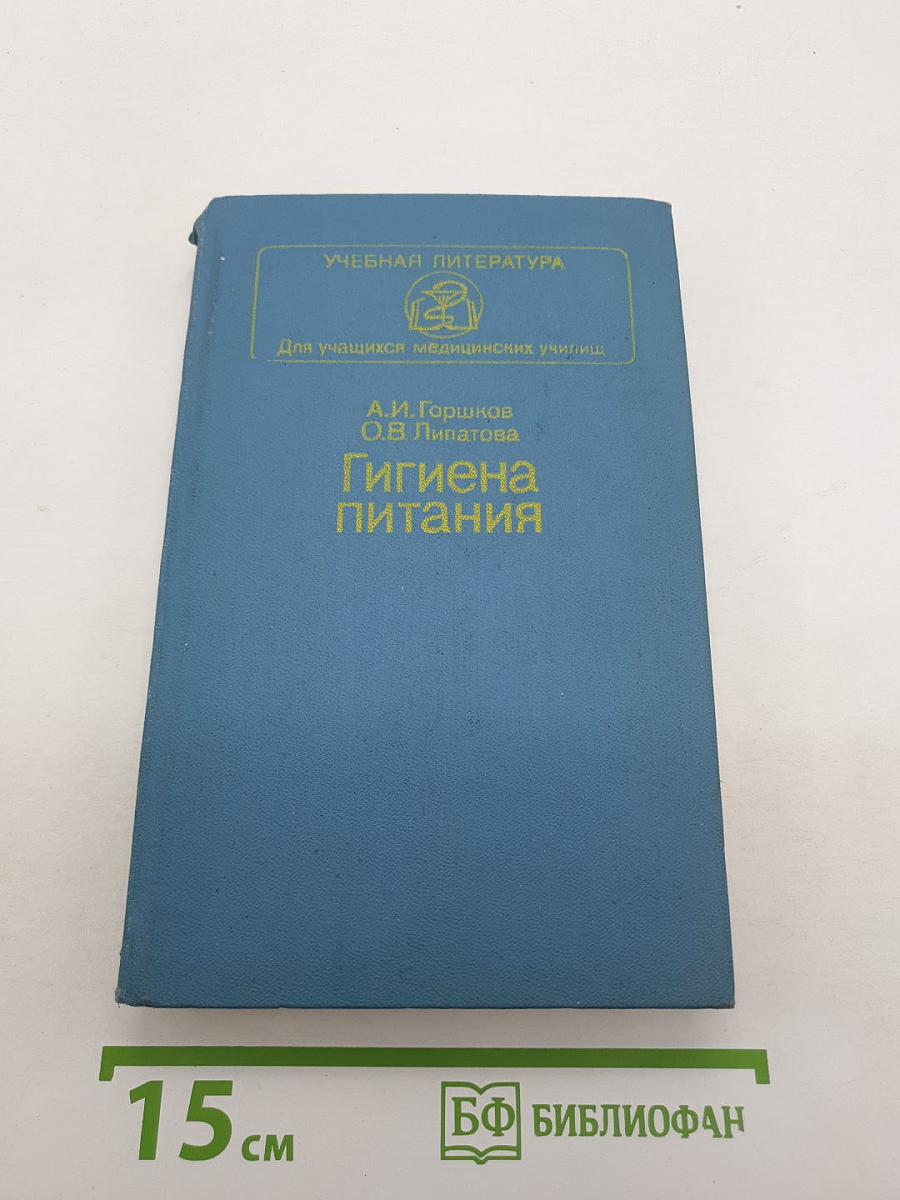 УЧЕБНАЯ ЛИТЕРАТУРА
Для учащихся медицинских училищ
А.И. Горшков
О.В. Липатова
Гигиена
питания
15 см
БФ БИБЛИОФАН